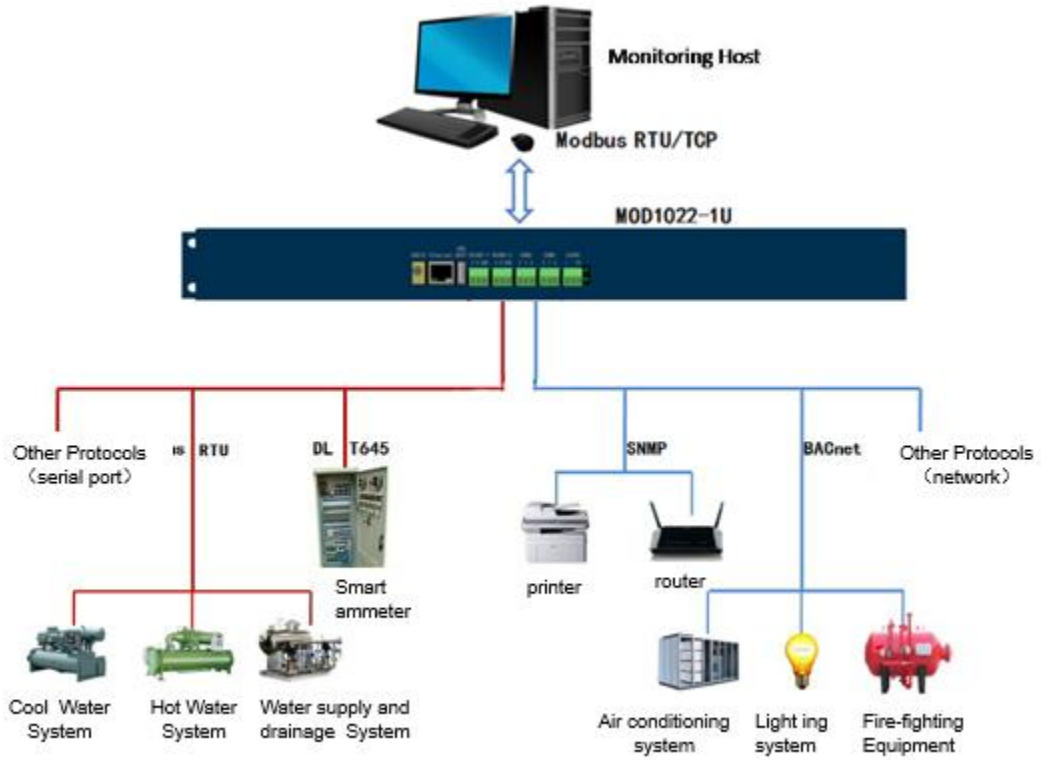 Monitoring Host
Modbus RTU/TCP
MOD1022-1U
Other Protocols
（serial port）
IS RTU
DL T645
SNMP
BACnet
Other Protocols
（network）
Smart
ammeter
printer
router
Cool Water
System
Hot Water
System
Water supply and
drainage System
Air conditioning
system
Light ing
system
Fire-fighting
Equipment